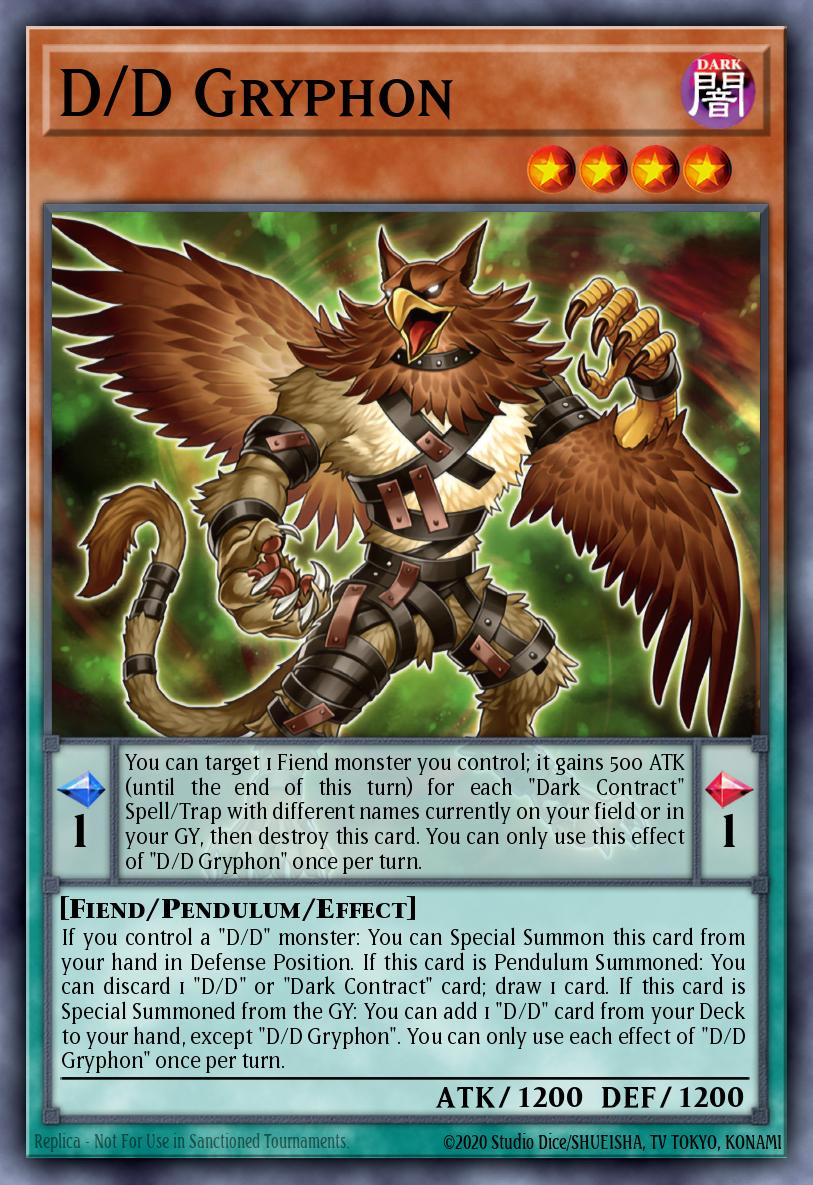 D/D Gryphon
DARK
闇
You can target 1 Fiend monster you control; it gains 500 ATK
(until the end of this turn) for each "Dark Contract"
Spell/Trap with different names currently on your field or in
your GY, then destroy this card. You can only use this effect
of "D/D Gryphon" once per turn.
1
1
[Fiend/Pendulum/Effect]
If you control a "D/D" monster: You can Special Summon this card from
your hand in Defense Position. If this card is Pendulum Summoned: You
can discard 1 "D/D" or "Dark Contract" card; draw 1 card. If this card is
Special Summoned from the GY: You can add 1 "D/D" card from your Deck
to your hand, except "D/D Gryphon". You can only use each effect of "D/D
Gryphon" once per turn.
ATK/ 1200 DEF/ 1200
Replica - Not For Use in Sanctioned Tournaments.
©2020 Studio Dice/SHUEISHA, TV TOKYO, KONAMI